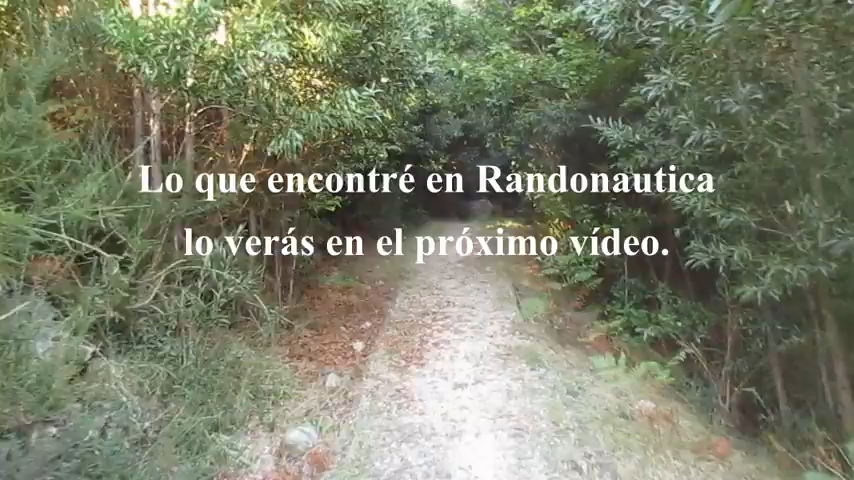 Lo que encontré en Randonautica
lo verás en el próximo vídeo.